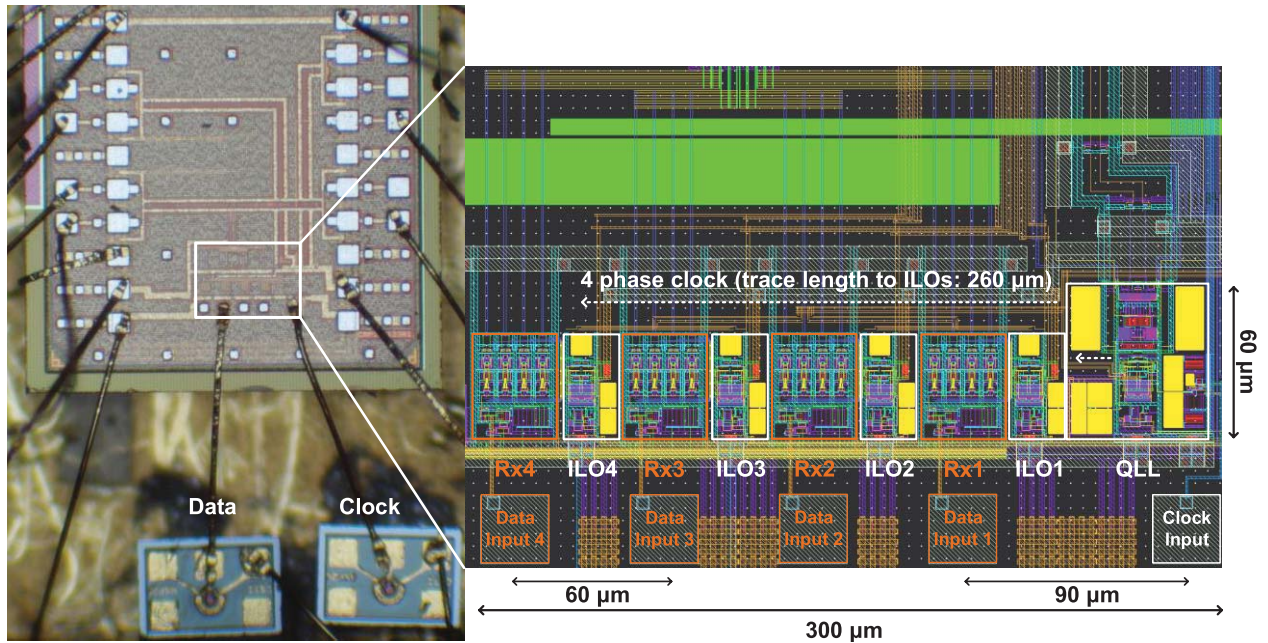 4 phase clock (trace length to ILOs: 260 µm)
60 µm
Rx4 ILO4 Rx3 ILO3 Rx2 ILO2 Rx1 ILO1 QLL
Data
Input 4
Data
Input 3
Data
Input 2
Data
Input 1
Clock
Input
Data
Clock
60 µm
90 µm
300 µm